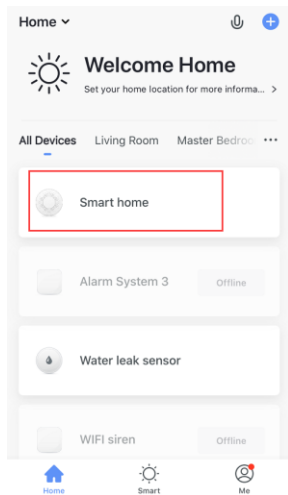 Home
Welcome Home
Set your home location for more informa...
All Devices Living Room Master Bedroo ...
Smart home
Alarm System 3 Offline
Water leak sensor
WIFI siren Offline
Home Smart Me